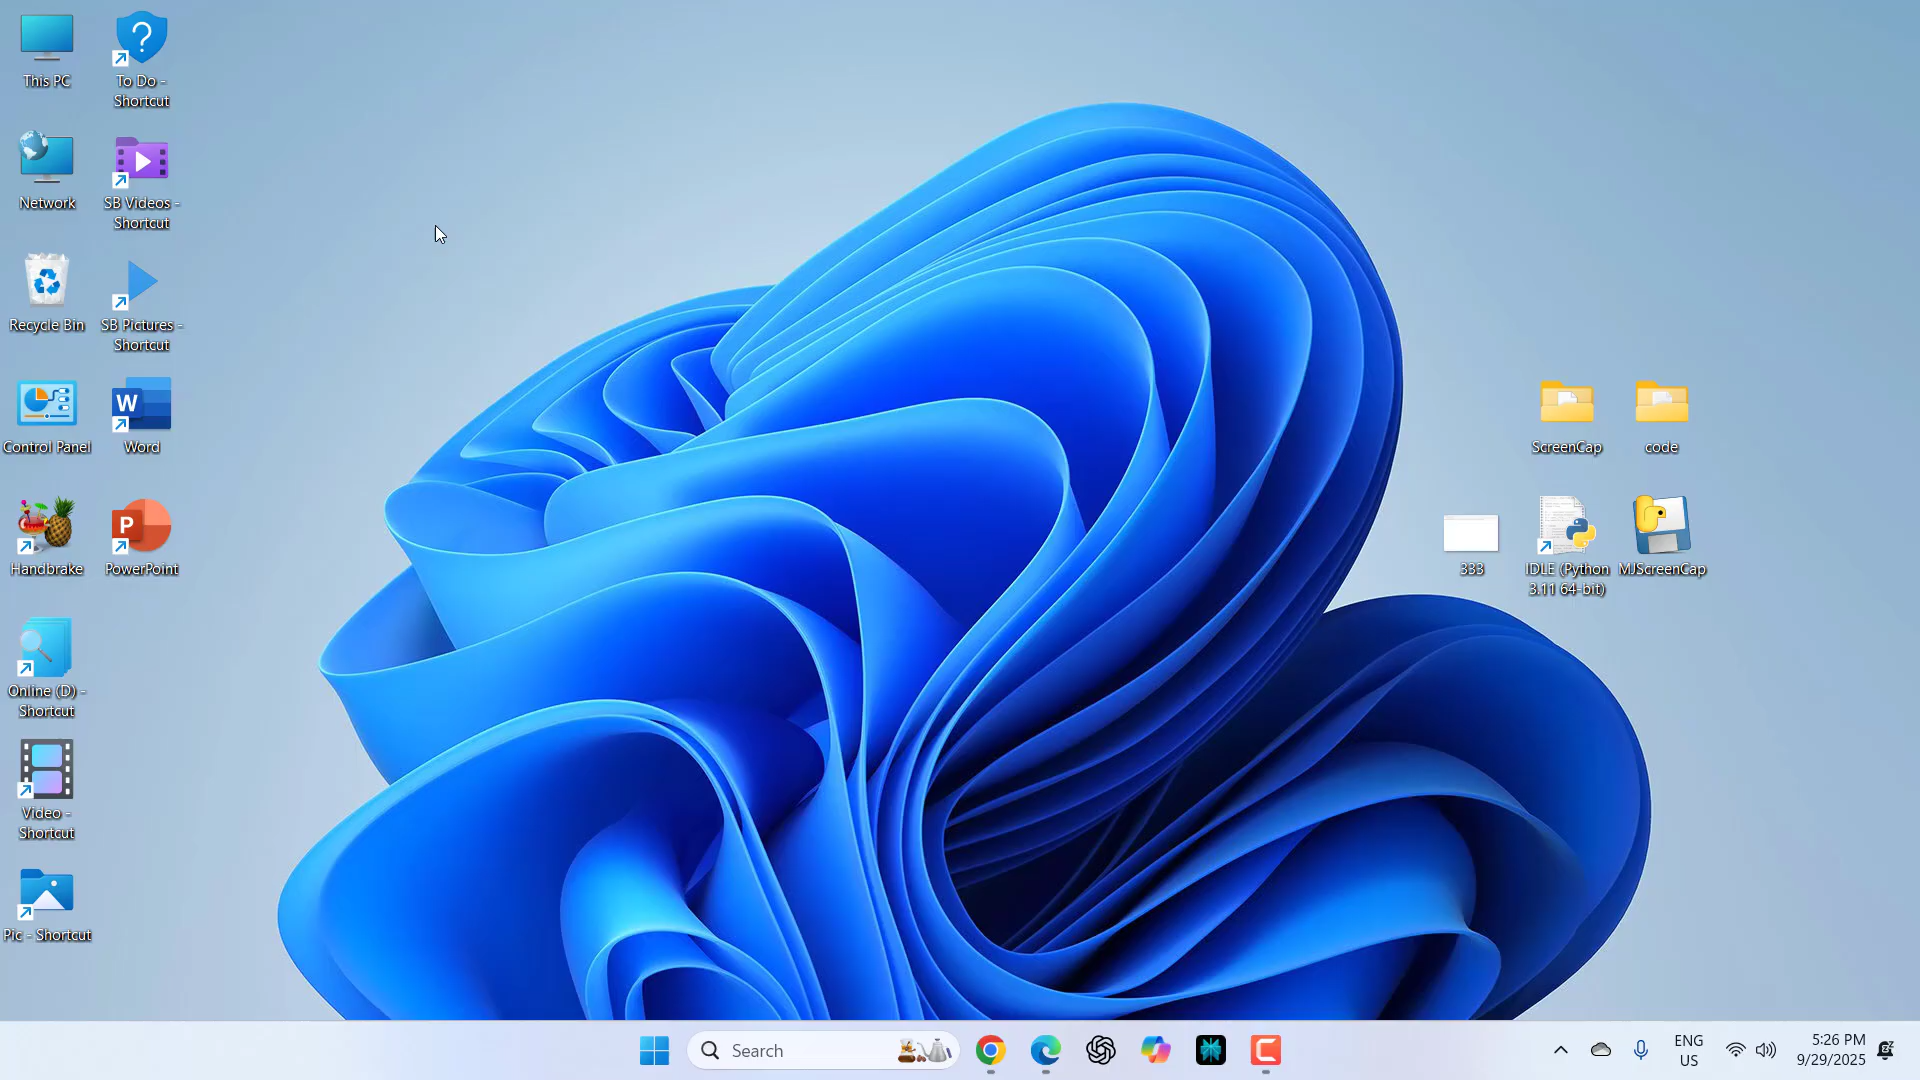 This PC
To Do -
Shortcut
Network
SB Videos -
Shortcut
Recycle Bin
SB Pictures -
Shortcut
Control Panel
Word
Handbrake
PowerPoint
Online (D) -
Shortcut
Video -
Shortcut
Pic - Shortcut
ScreenCap
code
333
IDLE (Python
3.11 64-bit)
MJScreenCap
Search
ENG
US
5:26 PM
9/29/2025